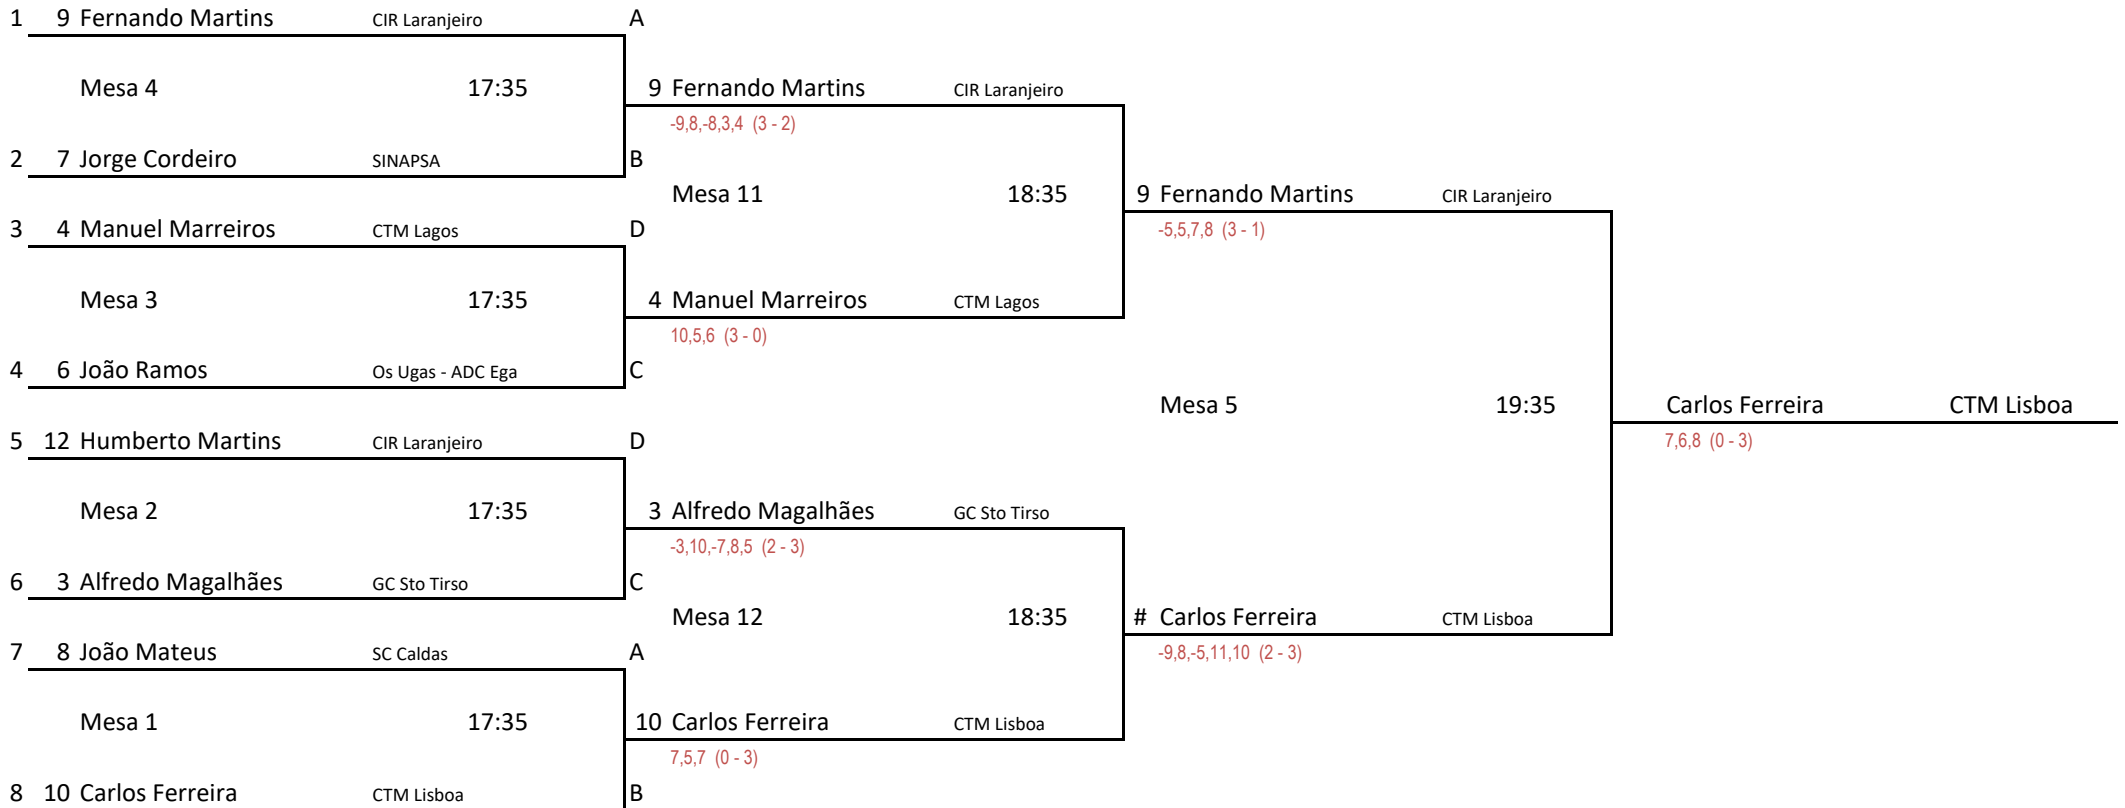 1 9 Fernando Martins CIR Laranjeiro A
Mesa 4 17:35 9 Fernando Martins CIR Laranjeiro
-9,8,-8,3,4 (3 - 2)
2 7 Jorge Cordeiro SINAPSA B
Mesa 11 18:35 9 Fernando Martins CIR Laranjeiro
3 4 Manuel Marreiros CTM Lagos D -5,5,7,8 (3 - 1)
Mesa 3 17:35 4 Manuel Marreiros CTM Lagos
10,5,6 (3 - 0)
4 6 João Ramos Os Ugas - ADC Ega C
Mesa 5 19:35 Carlos Ferreira CTM Lisboa
5 12 Humberto Martins CIR Laranjeiro D 7,6,8 (0 - 3)
Mesa 2 17:35 3 Alfredo Magalhães GC Sto Tirso
-3,10,-7,8,5 (2 - 3)
6 3 Alfredo Magalhães GC Sto Tirso C
Mesa 12 18:35 # Carlos Ferreira CTM Lisboa
7 8 João Mateus SC Caldas A -9,8,-5,11,10 (2 - 3)
Mesa 1 17:35 10 Carlos Ferreira CTM Lisboa
7,5,7 (0 - 3)
8 10 Carlos Ferreira CTM Lisboa B